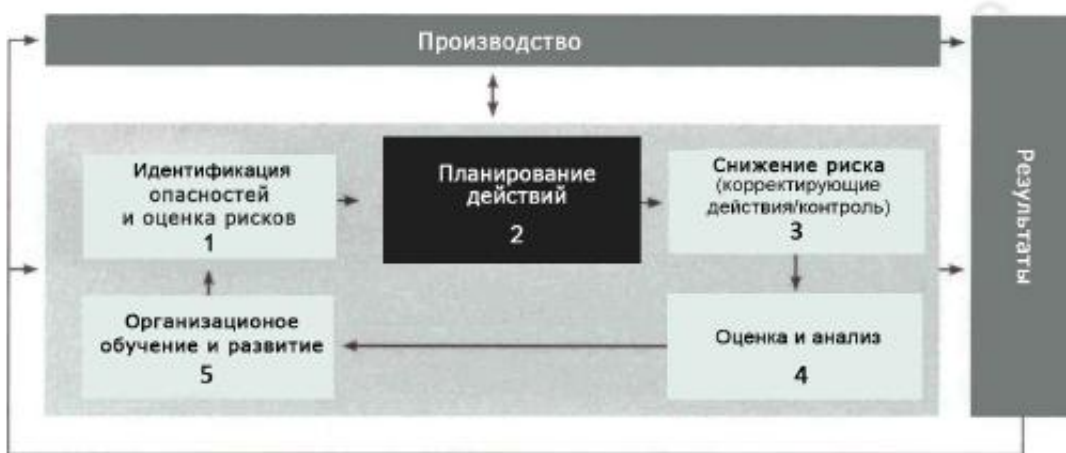 Производство
Идентификация
опасностей
и оценка рисков
1
Планирование
действий
2
Снижение риска
(корректирующие
действия/контроль)
3
Оценка и анализ
4
Организационое
обучение и развитие
5
Результаты